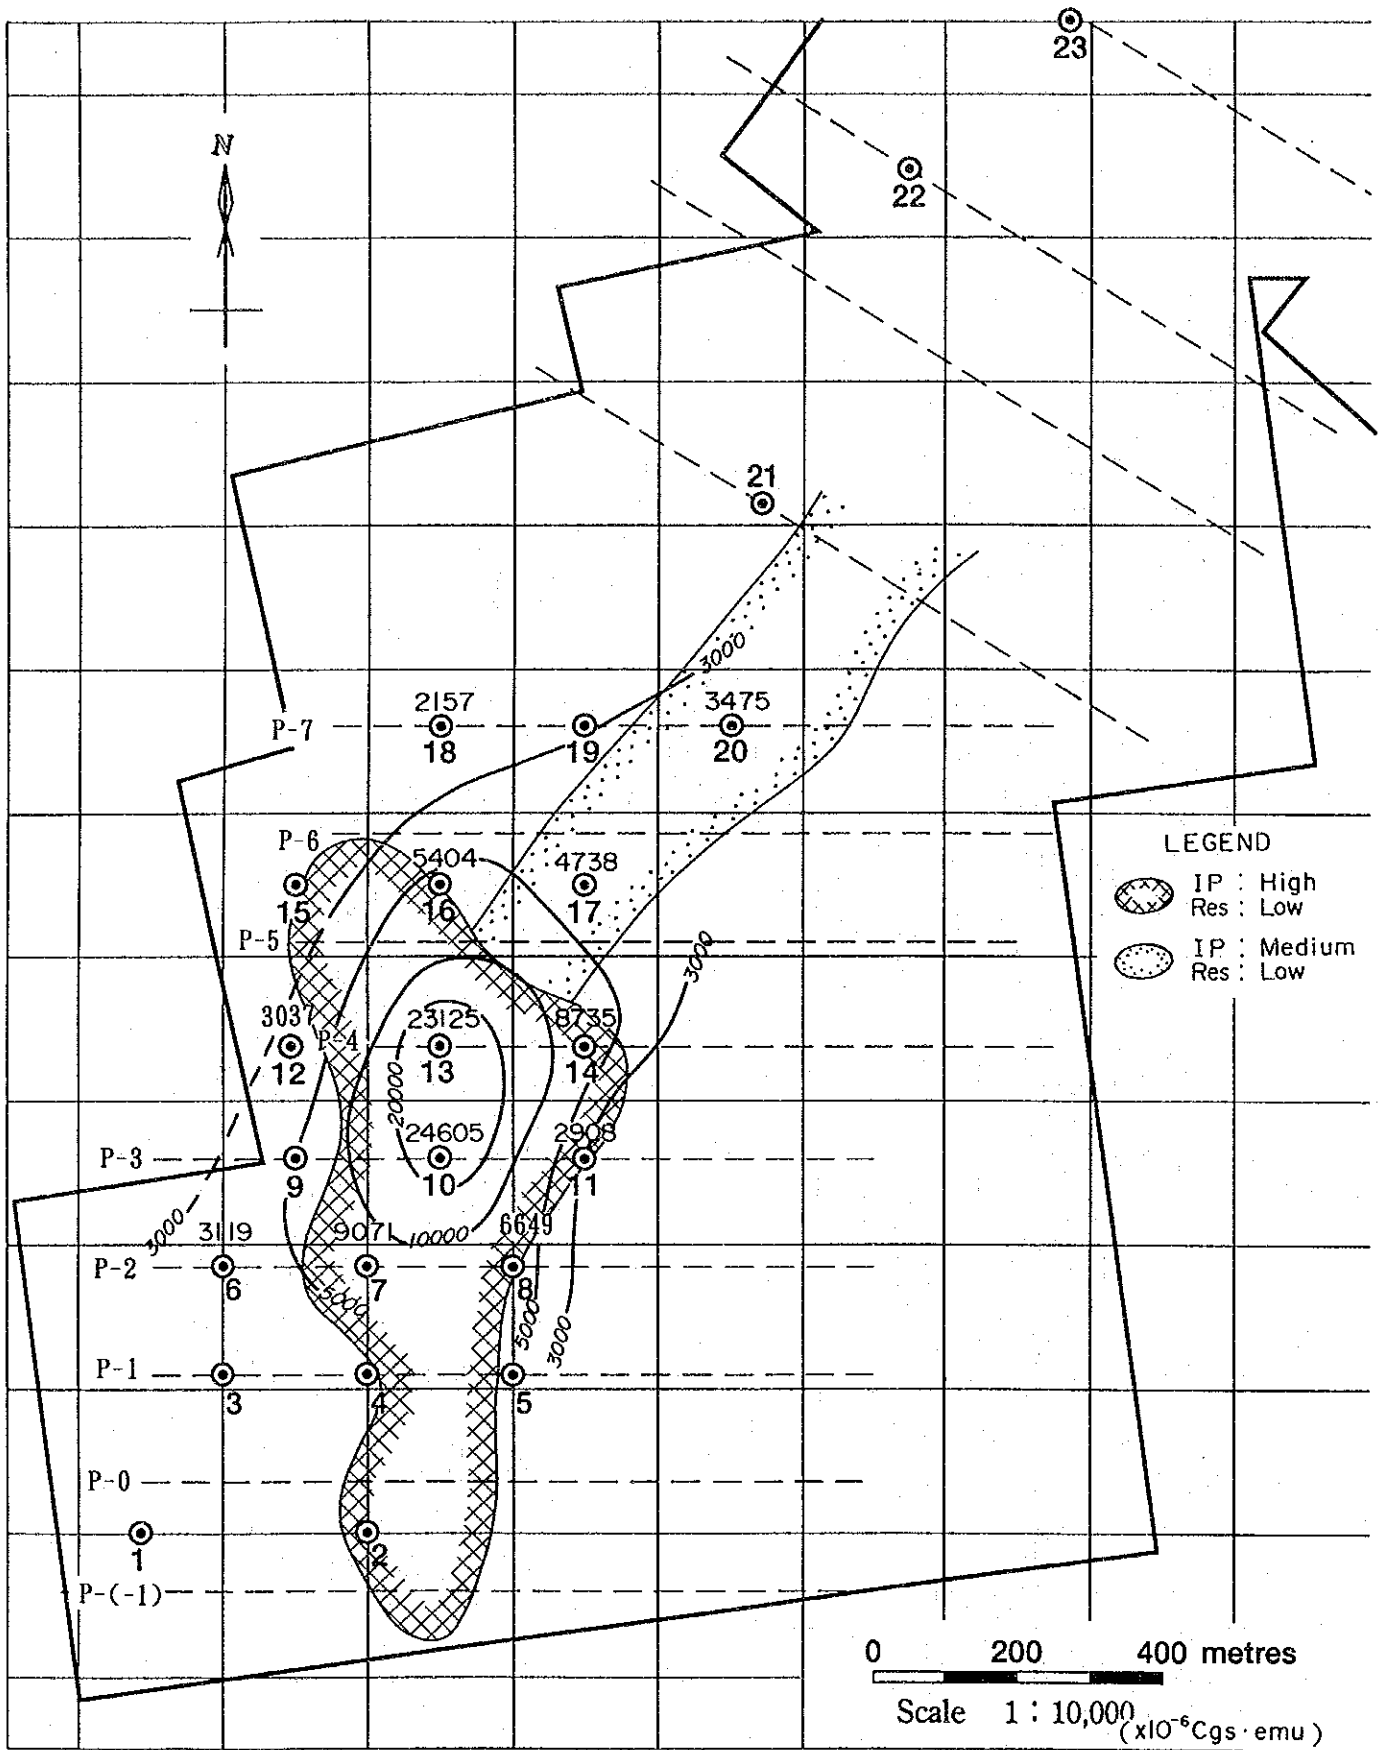 23
N
22
21
3000
2157
3475
P-7
18
19
20
P-6
5404
4738
15
16
17
P-5
3000
3037
23125
8735
P-4
12
13
14
20000
24605
2908
P-3
9
10
11
3000
3119
9071
10000
6649
P-2
6
7
8
5000
5000
3000
P-1
3
4
5
P-0
1
2
P-(-1)
LEGEND
IP : High
Res : Low
IP : Medium
Res : Low
0 200 400 metres
Scale 1 : 10,000
(x10⁻⁶Cgs·emu)